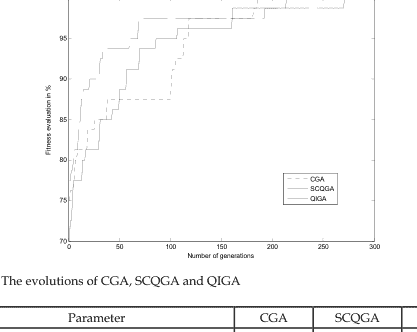 95
90
85
80
75
70
Fitness evaluation in %
0 50 100 150 200 250 300
Number of generations
CGA
SCQGA
QIGA
The evolutions of CGA, SCQGA and QIGA
Parameter CGA SCQGA